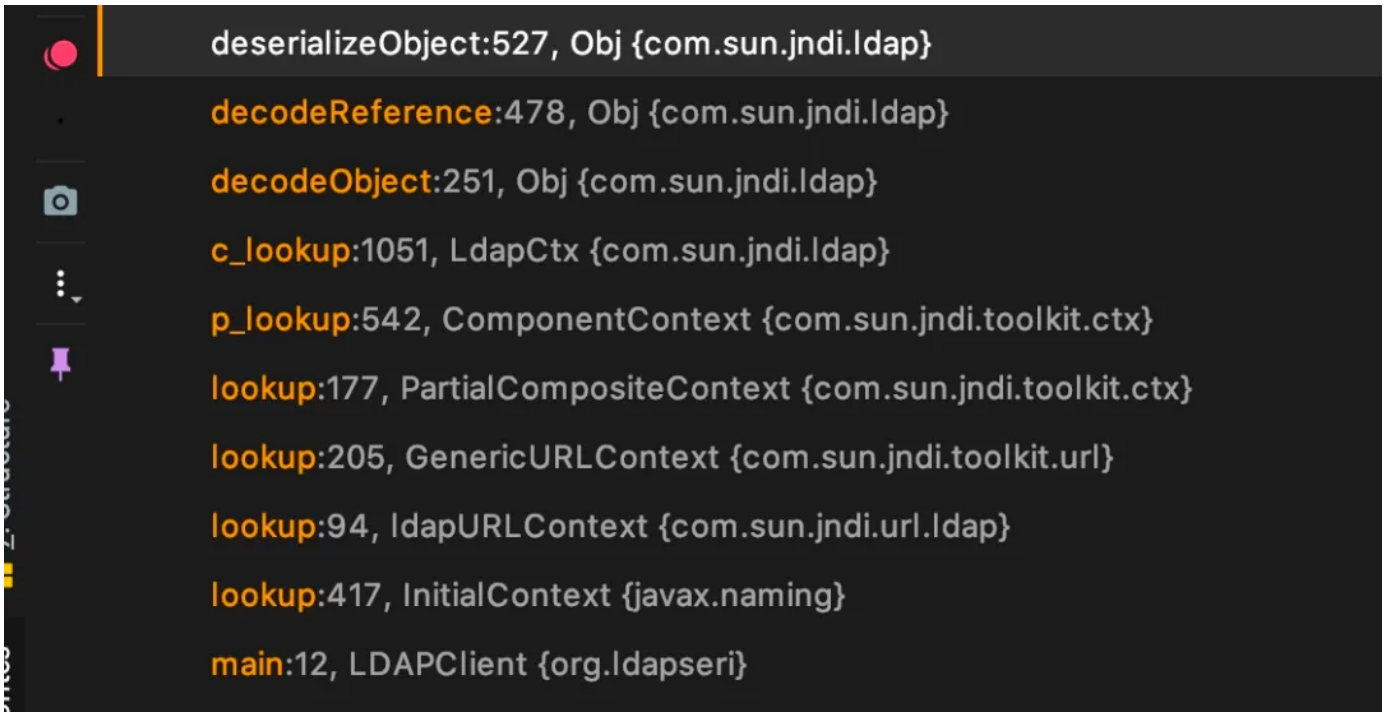 deserializeObject:527, Obj {com.sun.jndi.ldap}
decodeReference:478, Obj {com.sun.jndi.ldap}
decodeObject:251, Obj {com.sun.jndi.ldap}
c_lookup:1051, LdapCtx {com.sun.jndi.ldap}
p_lookup:542, ComponentContext {com.sun.jndi.toolkit.ctx}
lookup:177, PartialCompositeContext {com.sun.jndi.toolkit.ctx}
lookup:205, GenericURLContext {com.sun.jndi.toolkit.url}
lookup:94, ldapURLContext {com.sun.jndi.url.ldap}
lookup:417, InitialContext {javax.naming}
main:12, LDAPClient {org.ldapseri}